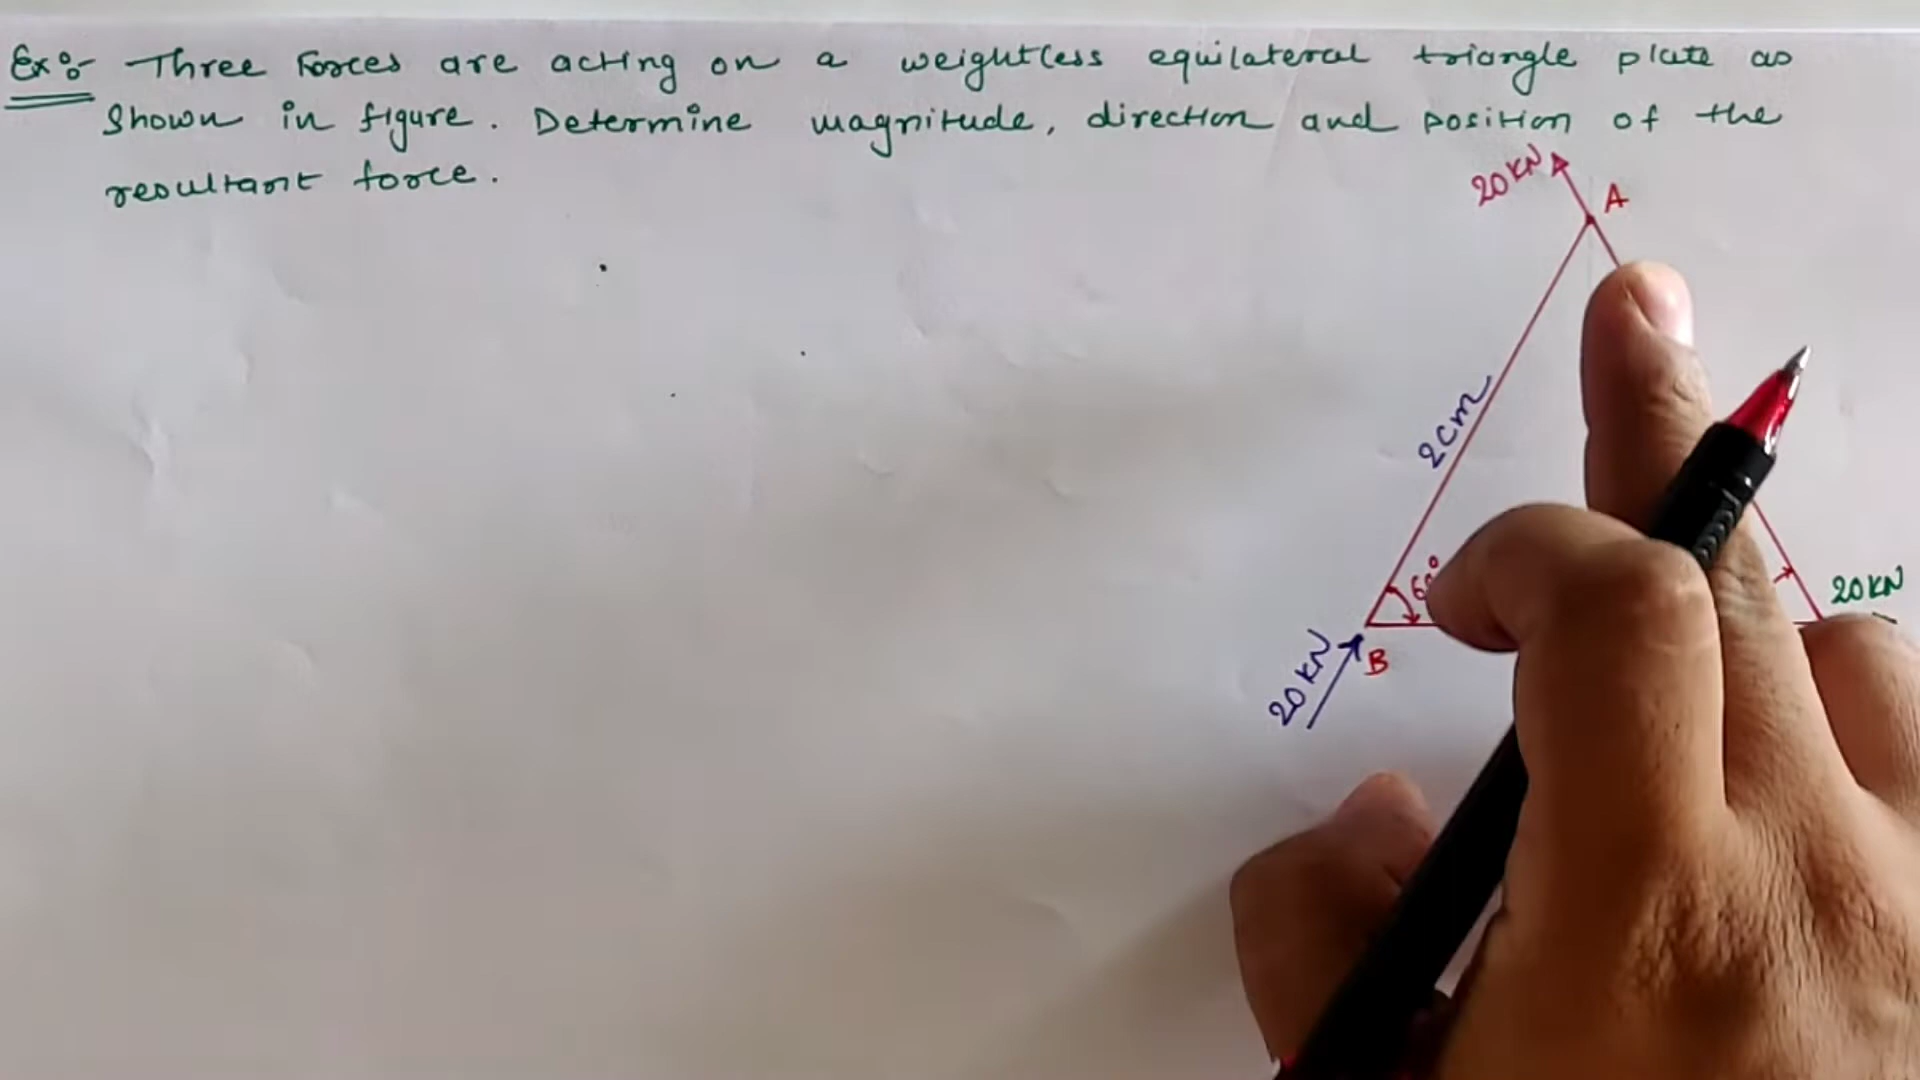 Ex:- Three Forces are acting on a weightless equilateral triangle plate as
shown in figure. Determine magnitude, direction and position of the
resultant force.
20 KN
A
2cm
20 KN
B
20 KN